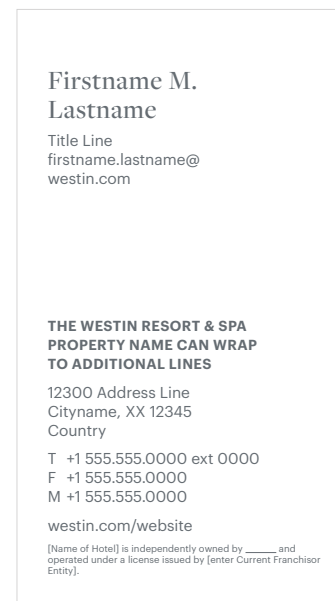 Firstname M.
Lastname
Title Line
firstname.lastname@
westin.com
THE WESTIN RESORT & SPA
PROPERTY NAME CAN WRAP
TO ADDITIONAL LINES
12300 Address Line
Cityname, XX 12345
Country
T +1 555.555.0000 ext 0000
F +1 555.555.0000
M +1 555.555.0000
westin.com/website
[Name of Hotel] is independently owned by ______ and
operated under a license issued by [enter Current Franchisor
Entity].